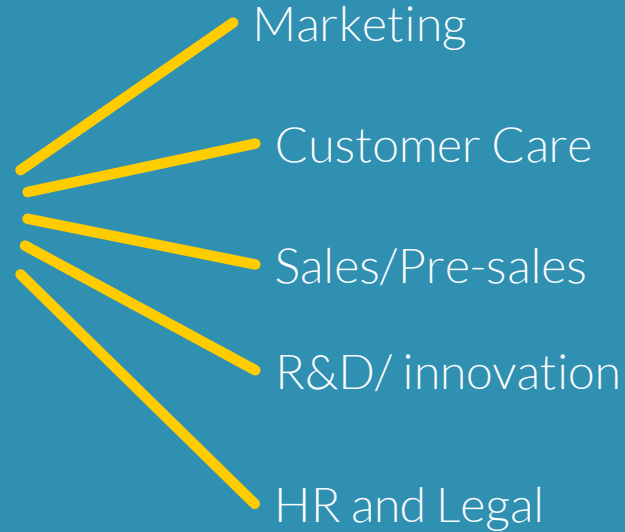 Marketing
Customer Care
Sales/Pre-sales
R&D/ innovation
HR and Legal